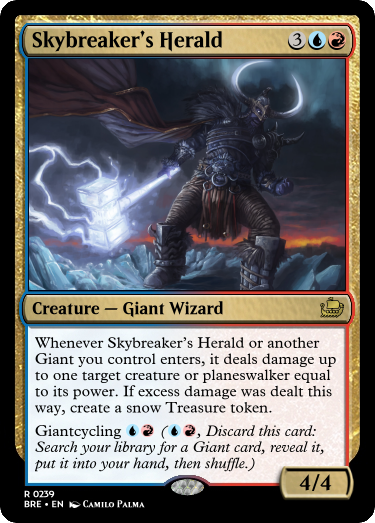 Skybreaker's Herald 3
Creature — Giant Wizard
Whenever Skybreaker's Herald or another
Giant you control enters, it deals damage up
to one target creature or planeswalker equal
to its power. If excess damage was dealt this
way, create a snow Treasure token.
Giantcycling (, Discard this card:
Search your library for a Giant card, reveal it,
put it into your hand, then shuffle.)
4/4
R 0239
BRE • EN Camilo Palma